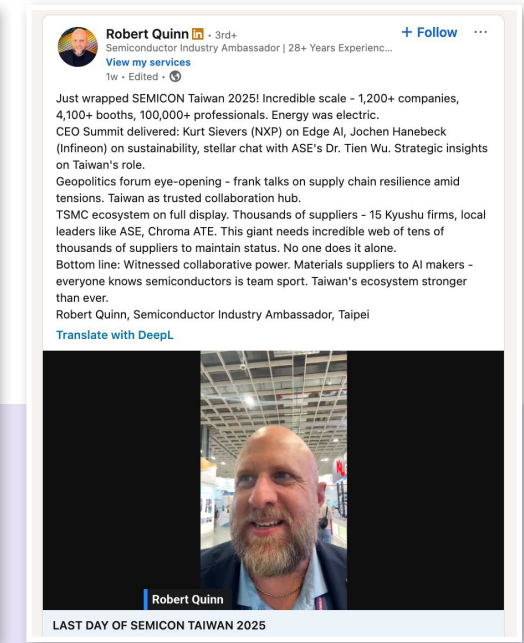 Robert Quinn in · 3rd+
+ Follow ...
Semiconductor Industry Ambassador | 28+ Years Experienc...
View my services
1w · Edited ·
Just wrapped SEMICON Taiwan 2025! Incredible scale - 1,200+ companies,
4,100+ booths, 100,000+ professionals. Energy was electric.
CEO Summit delivered: Kurt Sievers (NXP) on Edge AI, Jochen Hanebeck
(Infineon) on sustainability, stellar chat with ASE's Dr. Tien Wu. Strategic insights
on Taiwan's role.
Geopolitics forum eye-opening - frank talks on supply chain resilience amid
tensions. Taiwan as trusted collaboration hub.
TSMC ecosystem on full display. Thousands of suppliers - 15 Kyushu firms, local
leaders like ASE, Chroma ATE. This giant needs incredible web of tens of
thousands of suppliers to maintain status. No one does it alone.
Bottom line: Witnessed collaborative power. Materials suppliers to AI makers -
everyone knows semiconductors is team sport. Taiwan's ecosystem stronger
than ever.
Robert Quinn, Semiconductor Industry Ambassador, Taipei
Translate with DeepL
Robert Quinn
LAST DAY OF SEMICON TAIWAN 2025